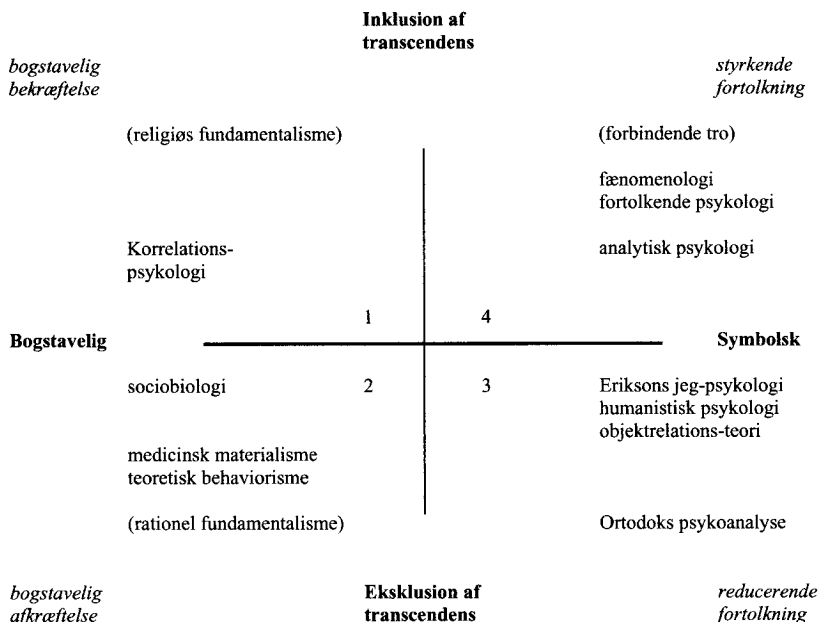 Inklusion af
transcendens
bogstavelig
bekræftelse
styrkende
fortolkning
(religiøs fundamentalisme)
(forbindende tro)
fænomenologi
fortolkende psykologi
Korrelations-
psykologi
analytisk psykologi
1
4
Bogstavelig
Symbolsk
sociobiologi
2
3
Eriksons jeg-psykologi
humanistisk psykologi
objektrelations-teori
medicinsk materialisme
teoretisk behaviorisme
(rationel fundamentalisme)
Ortodoks psykoanalyse
bogstavelig
afkræftelse
Eksklusion af
transcendens
reducerende
fortolkning